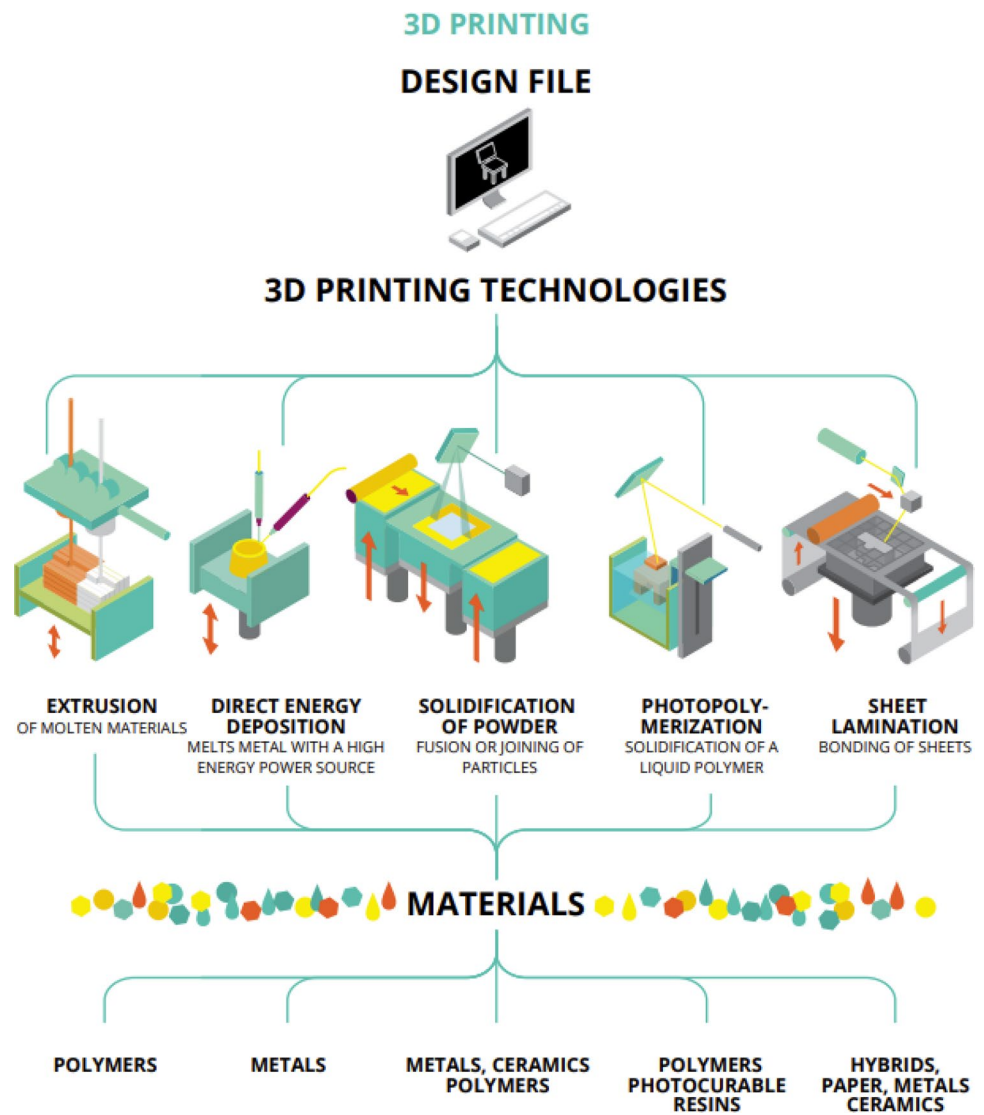 3D PRINTING
DESIGN FILE
3D PRINTING TECHNOLOGIES
EXTRUSION
OF MOLTEN MATERIALS
DIRECT ENERGY
DEPOSITION
MELTS METAL WITH A HIGH
ENERGY POWER SOURCE
SOLIDIFICATION
OF POWDER
FUSION OR JOINING OF
PARTICLES
PHOTOPOLY-
MERIZATION
SOLIDIFICATION OF A
LIQUID POLYMER
SHEET
LAMINATION
BONDING OF SHEETS
MATERIALS
POLYMERS
METALS
METALS, CERAMICS
POLYMERS
POLYMERS
PHOTOCURABLE
RESINS
HYBRIDS,
PAPER, METALS
CERAMICS